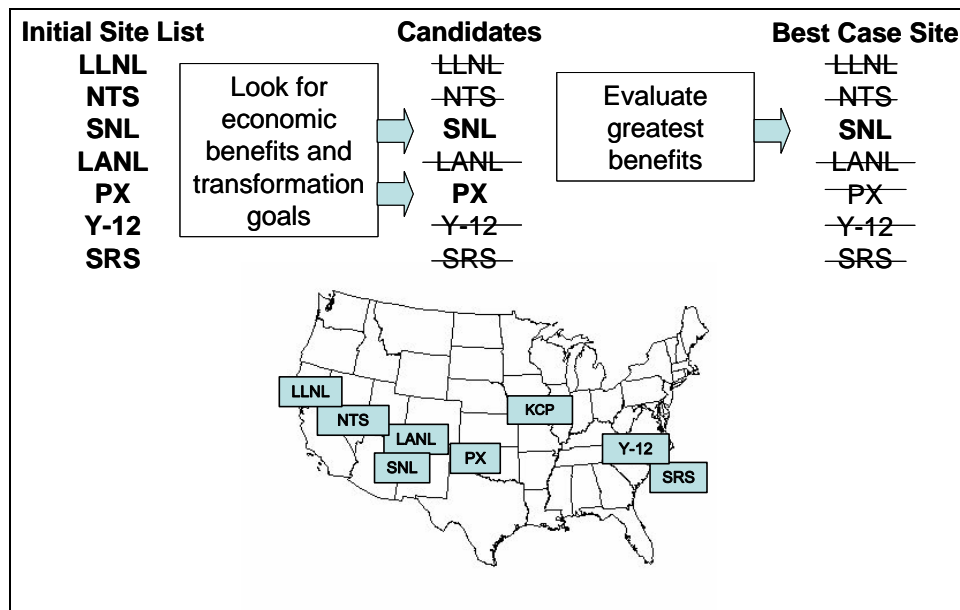 Initial Site List
LLNL
NTS
SNL
LANL
PX
Y-12
SRS
Look for
economic
benefits and
transformation
goals
Candidates
LLNL
NTS
SNL
LANL
PX
Y-12
SRS
Evaluate
greatest
benefits
Best Case Site
LLNL
NTS
SNL
LANL
PX
Y-12
SRS
LLNL
NTS
KCP
LANL
SNL
PX
Y-12
SRS